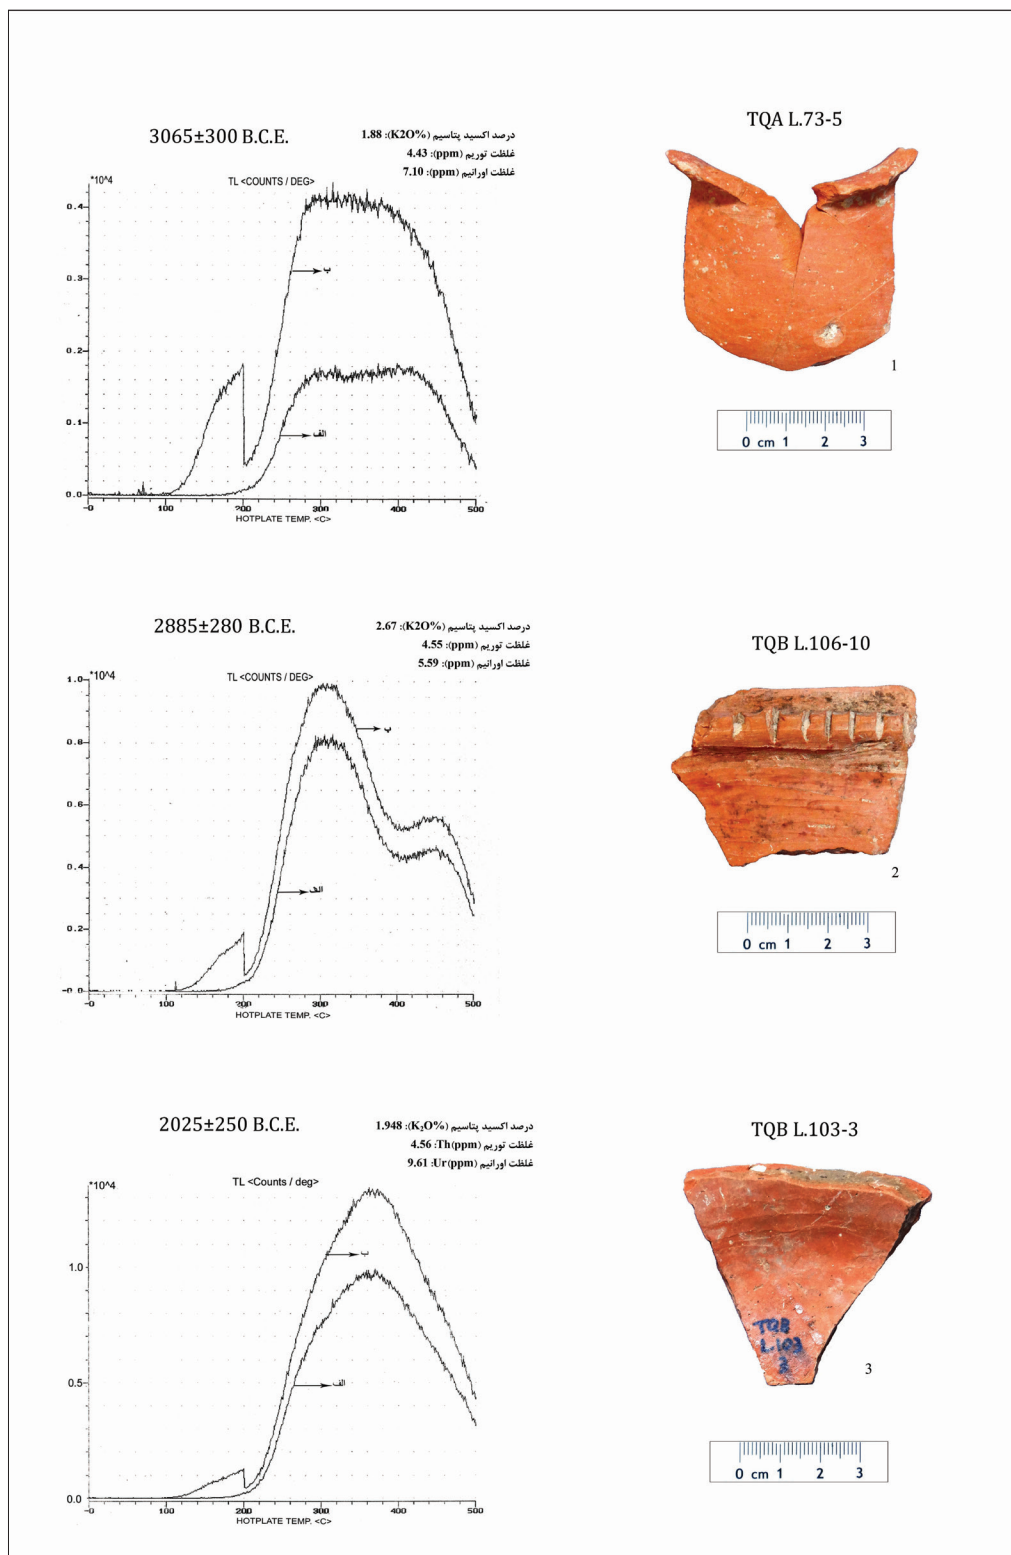 3065±300 B.C.E.
درصد اکسید پتاسیم (K2O%): 1.88
غلظت توریم (ppm): 4.43
غلظت اورانیم (ppm): 7.10
*10^4
TL <COUNTS / DEG>
0.4
0.3
0.2
0.1
0.0
ب
الف
-0 100 200 300 400 500
HOTPLATE TEMP. <C>
TQA L.73-5
1
0 cm 1 2 3
2885±280 B.C.E.
درصد اکسید پتاسیم (K2O%): 2.67
غلظت توریم (ppm): 4.55
غلظت اورانیم (ppm): 5.59
*10^4
TL <COUNTS / DEG>
1.0
0.8
0.6
0.4
0.2
-0 0
ب
الف
-0 100 200 300 400 500
HOTPLATE TEMP. <C>
TQB L.106-10
2
0 cm 1 2 3
2025±250 B.C.E.
درصد اکسید پتاسیم (K₂O%): 1.948
غلظت توریم Th(ppm): 4.56
غلظت اورانیم Ur(ppm): 9.61
*10^4
TL <Counts / deg>
1.0
0.5
0.0
ب
الف
-0 100 200 300 400 500
HOTPLATE TEMP. <C>
TQB L.103-3
TQB
L.103
3
3
0 cm 1 2 3